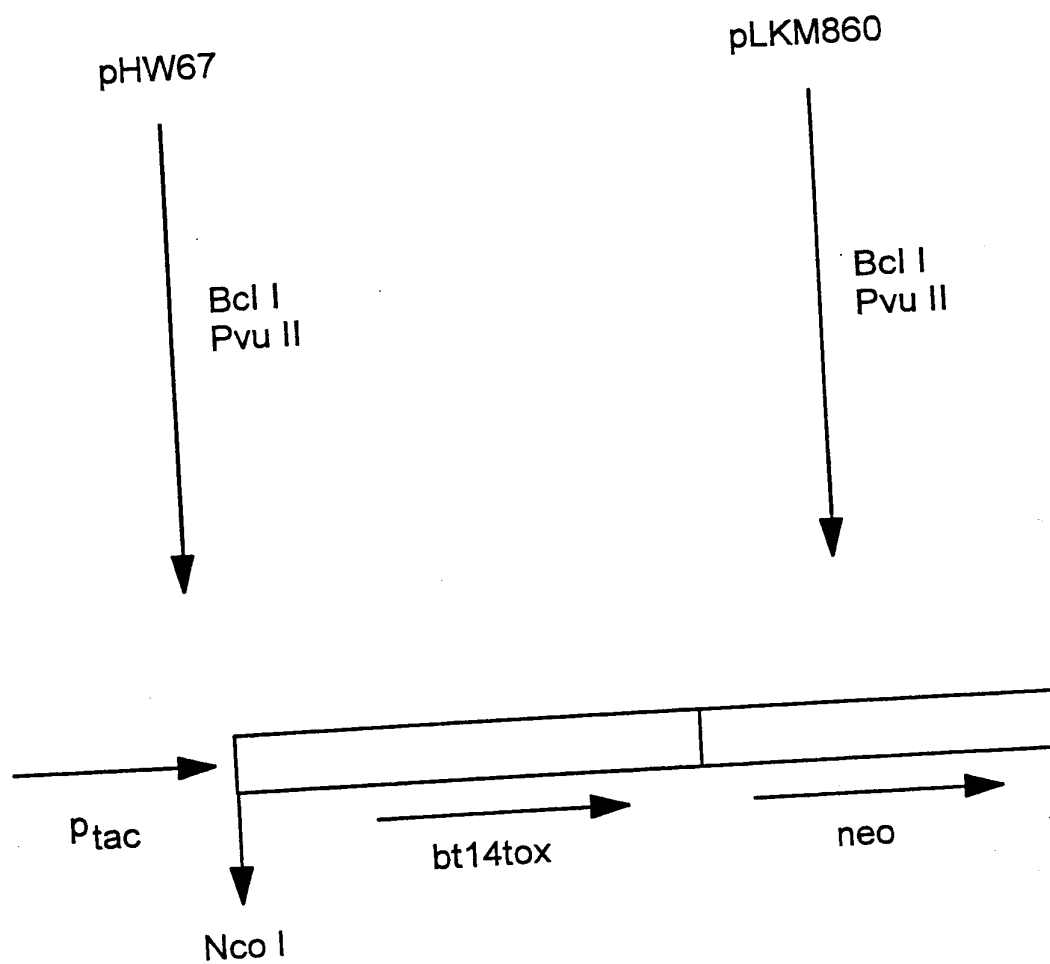 pHW67
pLKM860
Bcl I
Pvu II
Bcl I
Pvu II
ptac
bt14tox
neo
Nco I